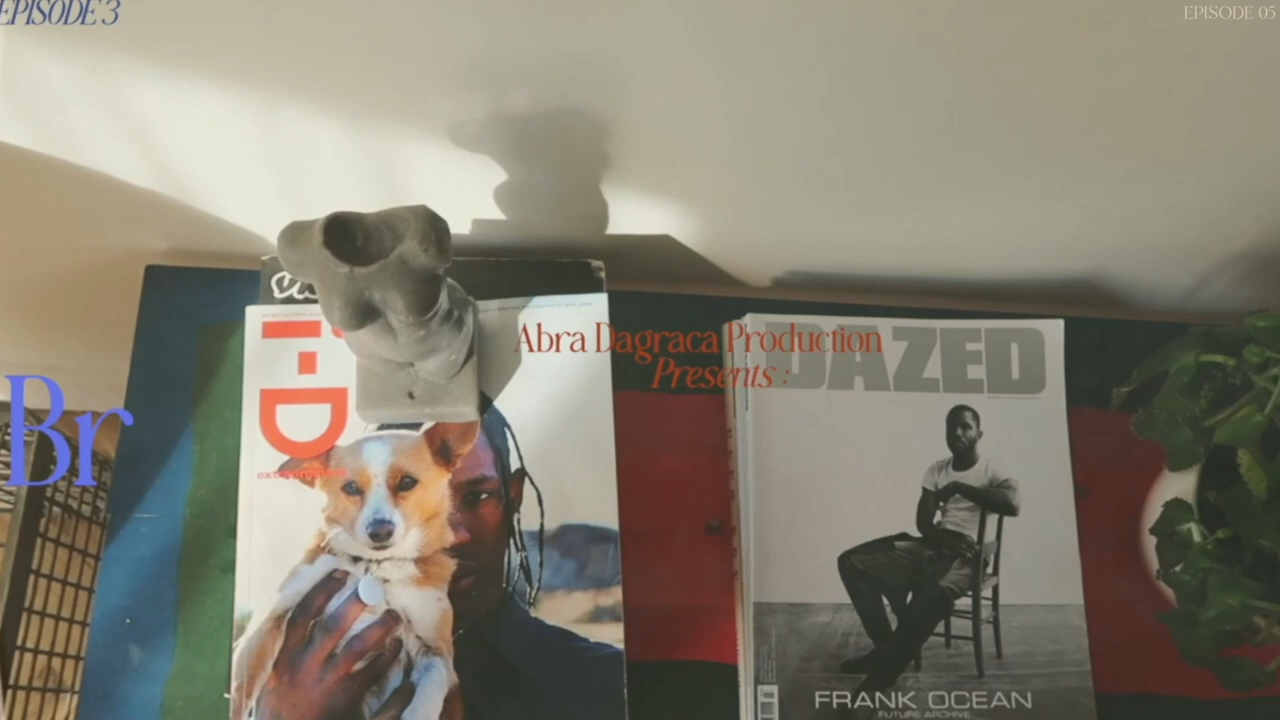 EPISODE 3
EPISODE 05
i-D
Abra Dagraca Production
Presents :
DAZED
Br
FRANK OCEAN
FUTURE ARCHIVE